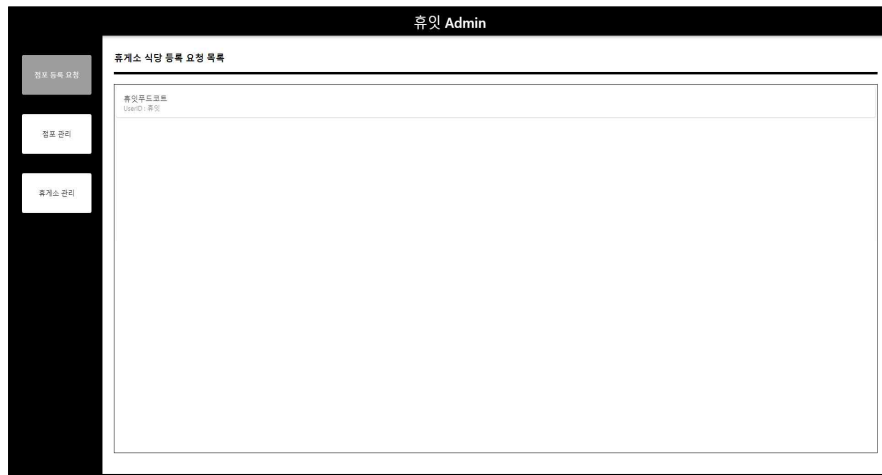 휴잇 Admin
점포 등록 요청
점포 관리
휴게소 관리
휴게소 식당 등록 요청 목록
휴잇푸드코트
UserID : 휴잇